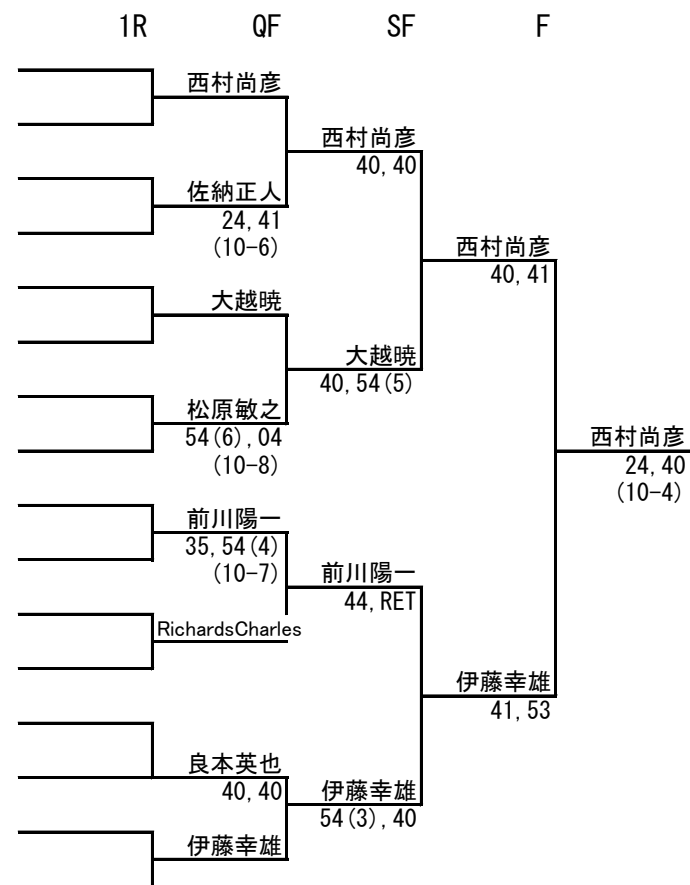 1R QF SF F
西村尚彦
西村尚彦
40,40
佐納正人
24,41
(10-6)
西村尚彦
40,41
大越暁
大越暁
40,54(5)
松原敏之
54(6),04
(10-8)
西村尚彦
24,40
(10-4)
前川陽一
35,54(4)
(10-7)
前川陽一
44,RET
RichardsCharles
伊藤幸雄
41,53
良本英也
40,40
伊藤幸雄
54(3),40
伊藤幸雄